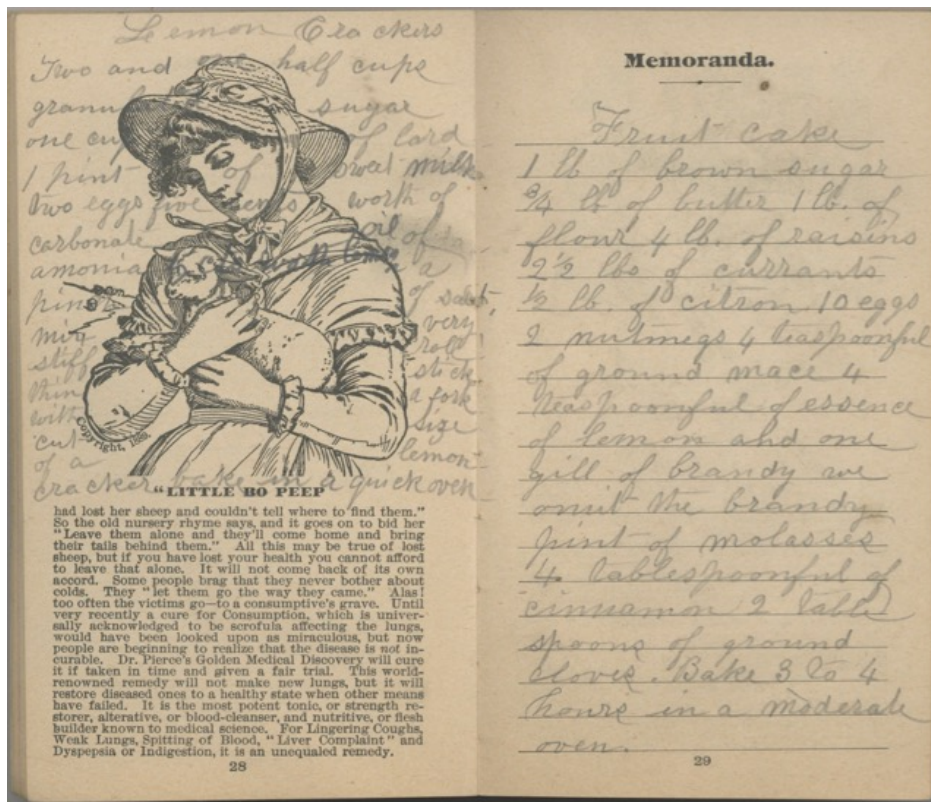 Lemon Crackers
Two and one half cups
granu sugar
one cup of lard
1 pint of sweet milk
two eggs five cents worth of
carbonate oil of
amonia a
pin of salt
mix very
stiff roll
thin stick
with a fork
cut size
of a lemon
cracker bake in a quick oven
Copyright, 188
"LITTLE BO PEEP
had lost her sheep and couldn't tell where to find them."
So the old nursery rhyme says, and it goes on to bid her
"Leave them alone and they'll come home and bring
their tails behind them." All this may be true of lost
sheep, but if you have lost your health you cannot afford
to leave that alone. It will not come back of its own
accord. Some people brag that they never bother about
colds. They "let them go the way they came." Alas!
too often the victims go—to a consumptive's grave. Until
very recently a cure for Consumption, which is univer-
sally acknowledged to be scrofula affecting the lungs,
would have been looked upon as miraculous, but now
people are beginning to realize that the disease is not in-
curable. Dr. Pierce's Golden Medical Discovery will cure
it if taken in time and given a fair trial. This world-
renowned remedy will not make new lungs, but it will
restore diseased ones to a healthy state when other means
have failed. It is the most potent tonic, or strength re-
storer, alterative, or blood-cleanser, and nutritive, or flesh
builder known to medical science. For Lingering Coughs,
Weak Lungs, Spitting of Blood, "Liver Complaint" and
Dyspepsia or Indigestion, it is an unequaled remedy.
28
Memoranda.
Fruit cake
1 lb of brown sugar
3/4 lb of butter 1 lb. of
flour 4 lb. of raisins
2 1/2 lbs of currants
1/2 lb. of citron 10 eggs
2 nutmegs 4 teaspoonful
of ground mace 4
teaspoonful of essence
of lemon and one
gill of brandy we
omit the brandy
pint of molasses
4 tablespoonful of
cinnamon 2 table
spoons of ground
cloves. Bake 3 to 4
hours in a moderate
oven.
29